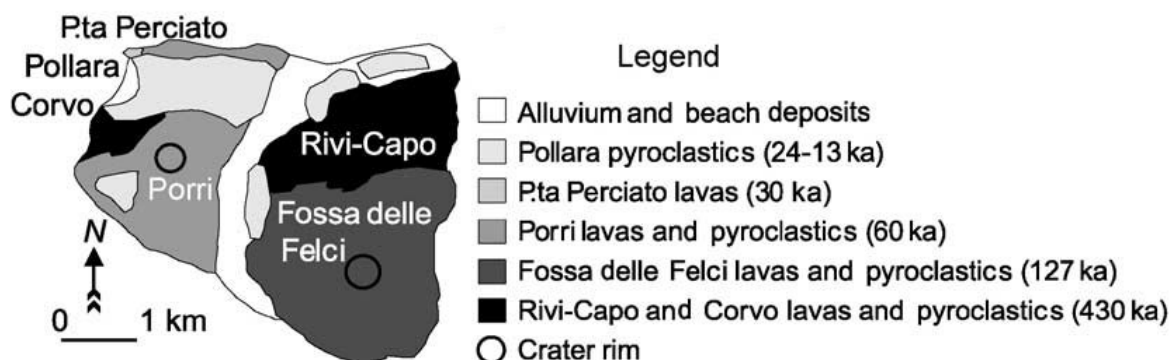 P.ta Perciato
Pollara
Corvo
Rivi-Capo
Porri
Fossa delle
Felci
N
0 1 km
Legend
Alluvium and beach deposits
Pollara pyroclastics (24-13 ka)
P.ta Perciato lavas (30 ka)
Porri lavas and pyroclastics (60 ka)
Fossa delle Felci lavas and pyroclastics (127 ka)
Rivi-Capo and Corvo lavas and pyroclastics (430 ka)
Crater rim